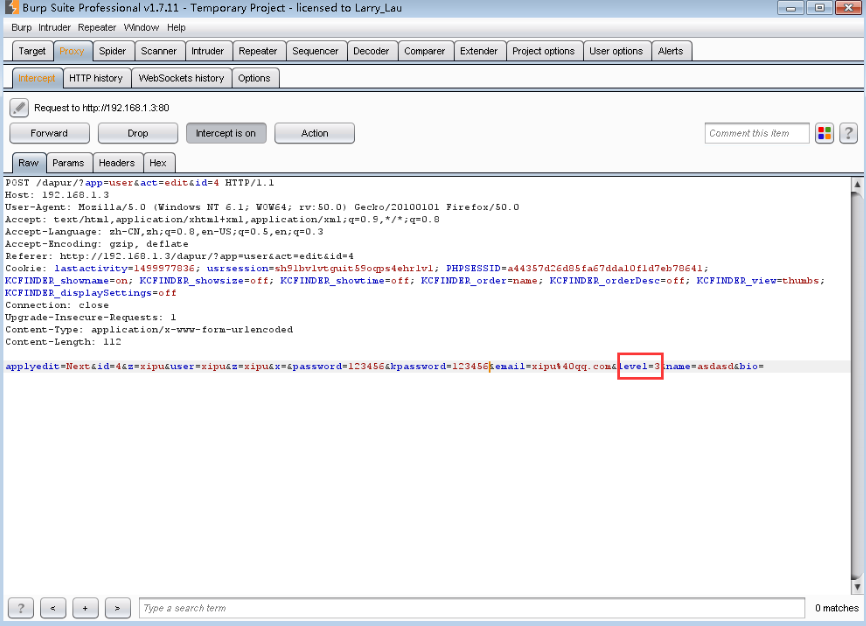 Burp Suite Professional v1.7.11 - Temporary Project - licensed to Larry_Lau
Burp Intruder Repeater Window Help
Target Proxy Spider Scanner Intruder Repeater Sequencer Decoder Comparer Extender Project options User options Alerts
Intercept HTTP history WebSockets history Options
Request to http://192.168.1.3:80
Forward Drop Intercept is on Action Comment this item ?
Raw Params Headers Hex
POST /dapur/?app=user&act=edit&id=4 HTTP/1.1
Host: 192.168.1.3
User-Agent: Mozilla/5.0 (Windows NT 6.1; WOW64; rv:50.0) Gecko/20100101 Firefox/50.0
Accept: text/html,application/xhtml+xml,application/xml;q=0.9,*/*;q=0.8
Accept-Language: zh-CN,zh;q=0.8,en-US;q=0.5,en;q=0.3
Accept-Encoding: gzip, deflate
Referer: http://192.168.1.3/dapur/?app=user&act=edit&id=4
Cookie: lastactivity=1499977836; usrsession=sh9lbvlvtguit59oqps4ehrlvl; PHPSESSID=a44357d26d85fa67dda10f1d7eb78641;
KCFINDER_showname=on; KCFINDER_showsize=off; KCFINDER_showtime=off; KCFINDER_order=name; KCFINDER_orderDesc=off; KCFINDER_view=thumbs;
KCFINDER_displaySettings=off
Connection: close
Upgrade-Insecure-Requests: 1
Content-Type: application/x-www-form-urlencoded
Content-Length: 112
applyedit=Next&id=4&z=xipu&user=xipu&z=xipu&x=&password=123456&kpassword=123456&email=xipu%40qq.com&level=3&name=asdasd&bio=
? < + > Type a search term 0 matches